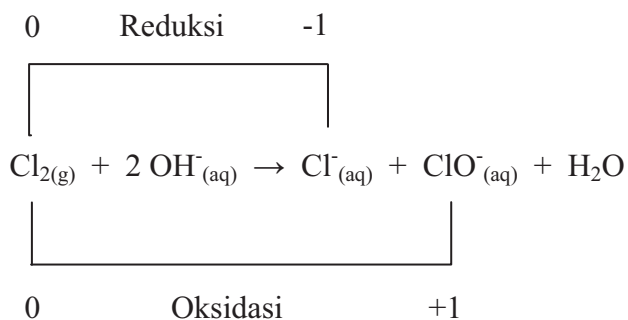 0 Reduksi -1
Cl₂(g) + 2 OH⁻(aq) → Cl⁻(aq) + ClO⁻(aq) + H₂O
0 Oksidasi +1